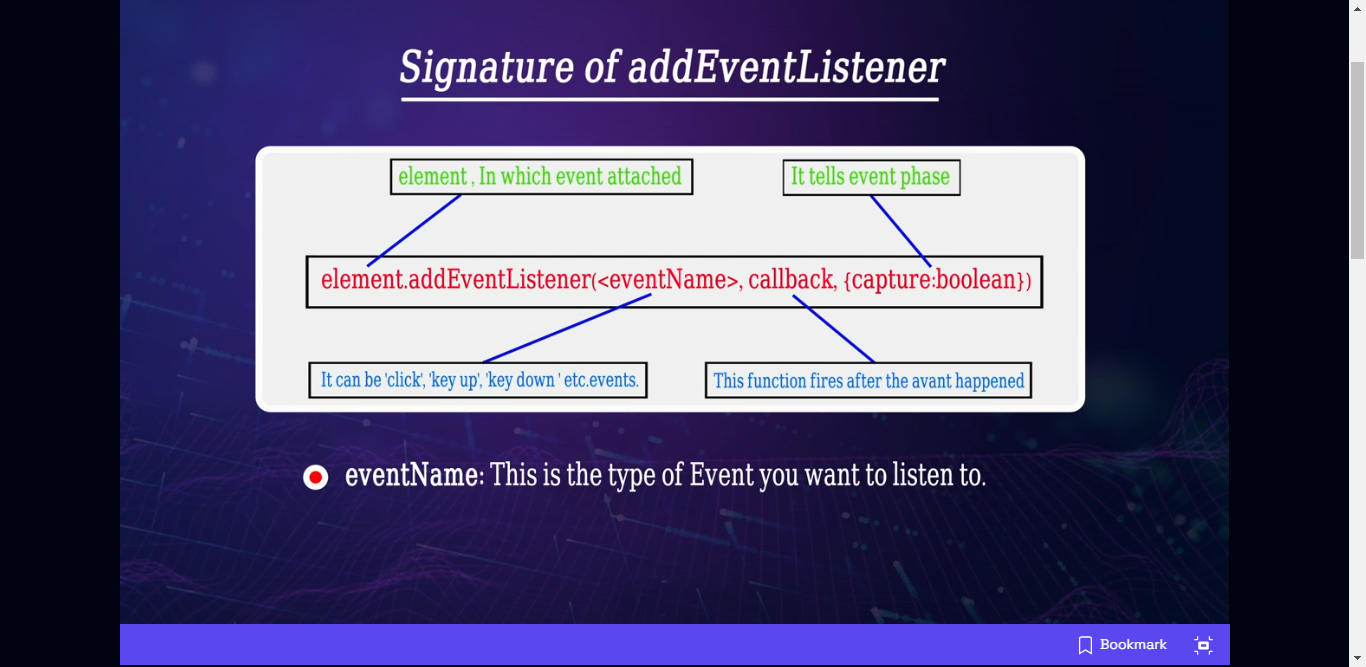 Signature of addEventListener
element , In which event attached
It tells event phase
element.addEventListener(<eventName>, callback, {capture:boolean})
It can be 'click', 'key up', 'key down ' etc.events.
This function fires after the avant happened
eventName: This is the type of Event you want to listen to.
Bookmark